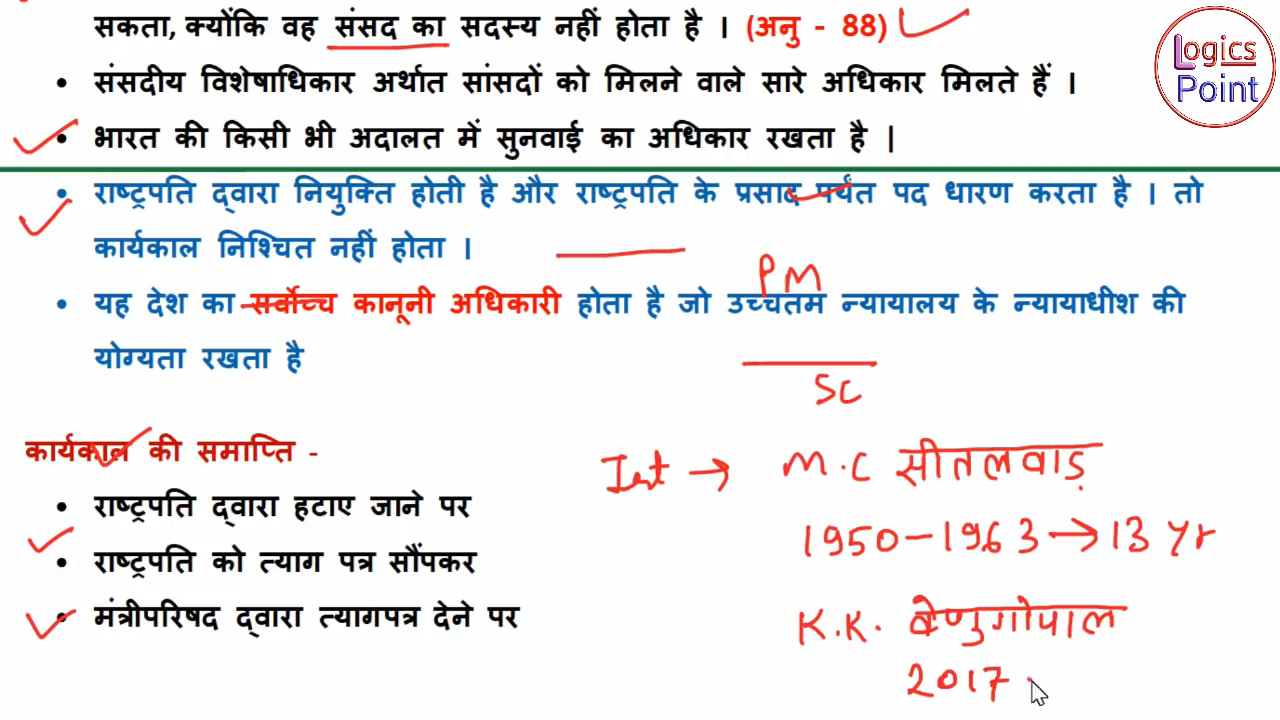 सकता, क्योंकि वह संसद का सदस्य नहीं होता है । (अनु - 88)
Logics
Point
• संसदीय विशेषाधिकार अर्थात सांसदों को मिलने वाले सारे अधिकार मिलते हैं ।
• भारत की किसी भी अदालत में सुनवाई का अधिकार रखता है |
• राष्ट्रपति द्वारा नियुक्ति होती है और राष्ट्रपति के प्रसाद पर्यंत पद धारण करता है । तो
कार्यकाल निश्चित नहीं होता ।
PM
• यह देश का सर्वोच्च कानूनी अधिकारी होता है जो उच्चतम न्यायालय के न्यायाधीश की
योग्यता रखता है
SC
कार्यकाल की समाप्ति -
Ist → M.C सीतलवाड़
• राष्ट्रपति द्वारा हटाए जाने पर
1950-1963 → 13 yr
• राष्ट्रपति को त्याग पत्र सौंपकर
• मंत्रीपरिषद द्वारा त्यागपत्र देने पर
K.K. वेणुगोपाल
2017